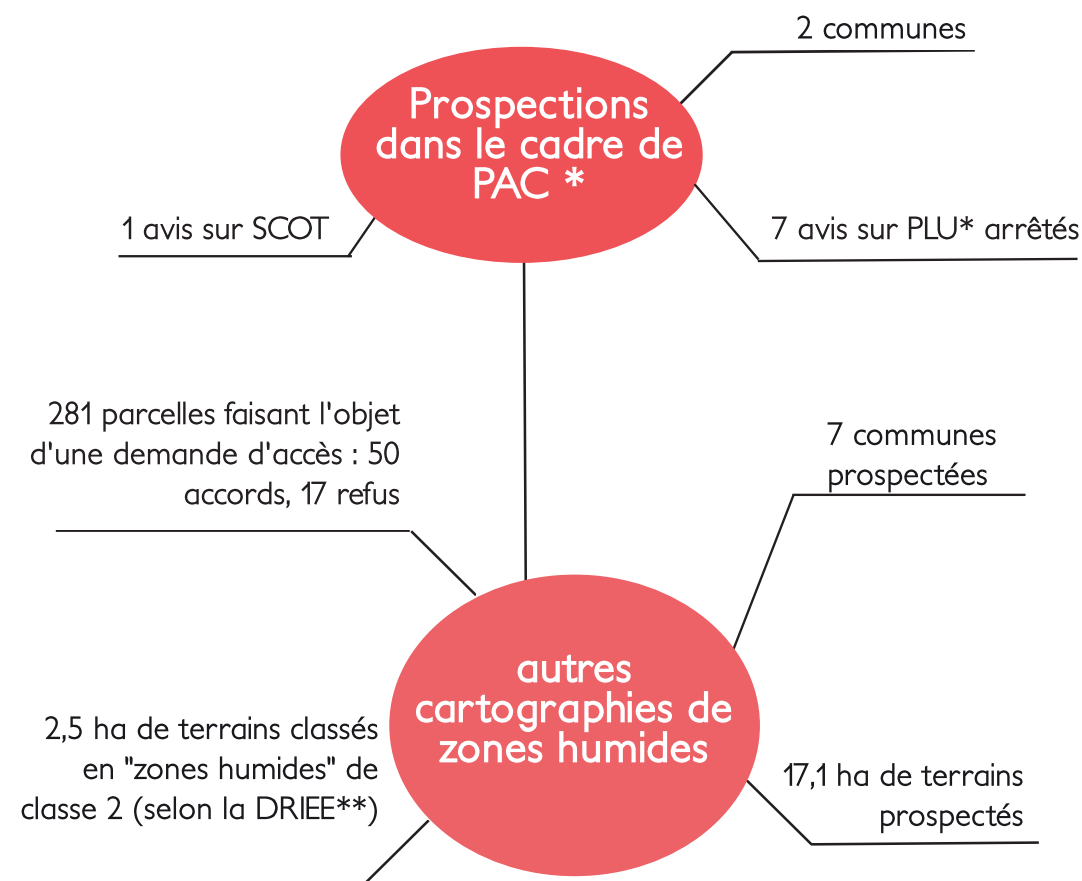 2 communes
Prospections
dans le cadre de
PAC *
1 avis sur SCOT
7 avis sur PLU* arrêtés
281 parcelles faisant l'objet
d'une demande d'accès : 50
accords, 17 refus
7 communes
prospectées
autres
cartographies de
zones humides
2,5 ha de terrains classés
en "zones humides" de
classe 2 (selon la DRIEE**)
17,1 ha de terrains
prospectés